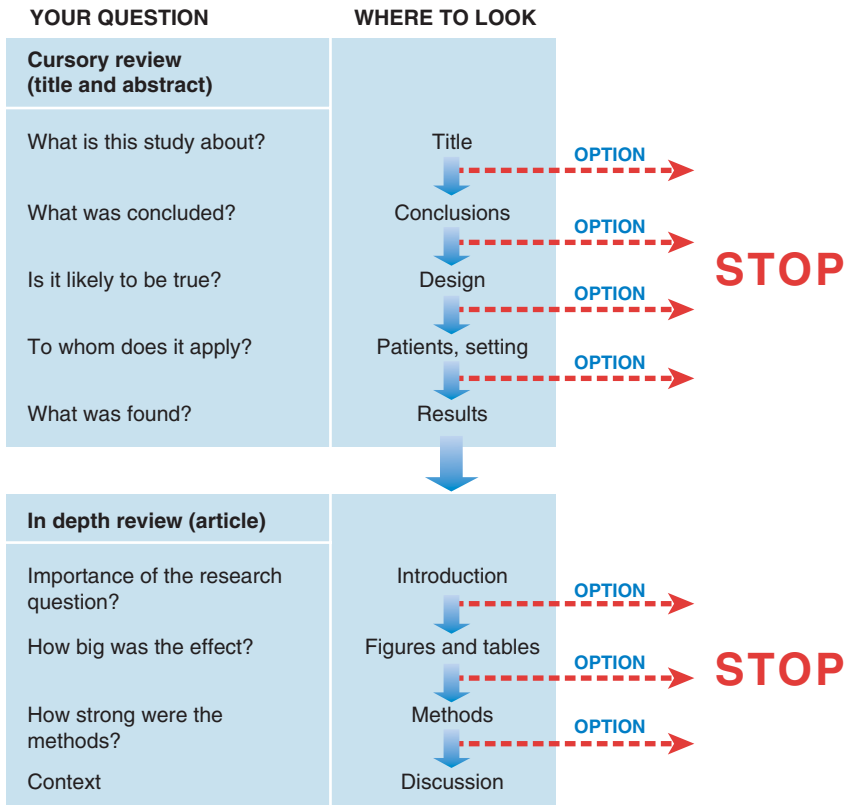 YOUR QUESTION WHERE TO LOOK
Cursory review
(title and abstract)
What is this study about? Title
OPTION
What was concluded? Conclusions
OPTION
STOP
Is it likely to be true? Design
OPTION
To whom does it apply? Patients, setting
OPTION
What was found? Results
In depth review (article)
Importance of the research
question?
Introduction
OPTION
How big was the effect? Figures and tables
OPTION
STOP
How strong were the
methods?
Methods
OPTION
Context Discussion